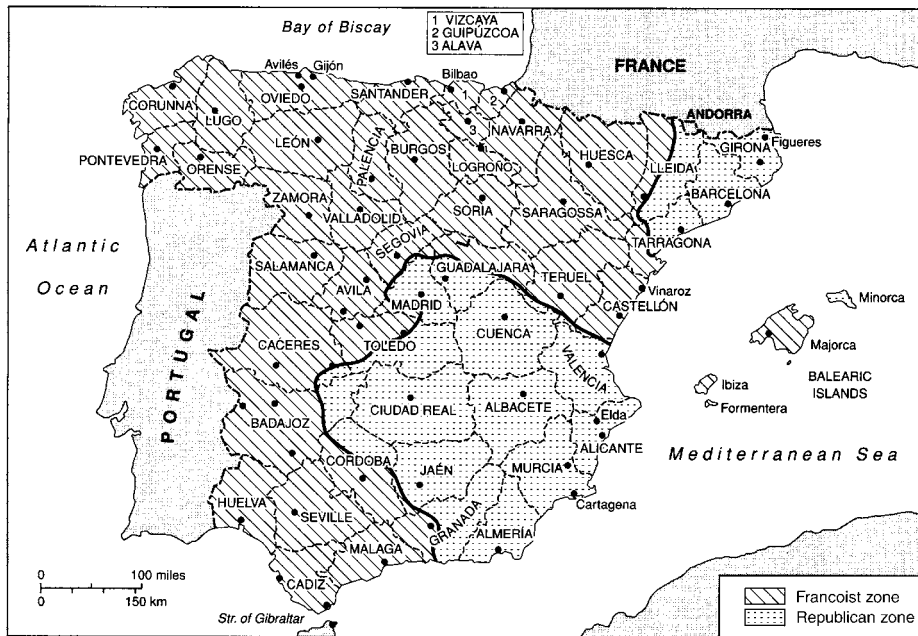 Bay of Biscay
1 VIZCAYA
2 GUIPÚZCOA
3 ALAVA
FRANCE
ANDORRA
Avilés
Gijón
Bilbao
CORUNNA
LUGO
OVIEDO
SANTANDER
1
2
3
NAVARRA
GIRONA
Figueres
PONTEVEDRA
ORENSE
LEÓN
PALENCIA
BURGOS
LOGROÑO
HUESCA
LLEIDA
BARCELONA
ZAMORA
VALLADOLID
SORIA
SARAGOSSA
TARRAGONA
Atlantic
Ocean
SALAMANCA
SEGOVIA
AVILA
GUADALAJARA
TERUEL
Vinaroz
CASTELLÓN
MADRID
Minorca
Majorca
BALEARIC
ISLANDS
Ibiza
Formentera
PORTUGAL
CACERES
TOLEDO
CUENCA
VALENCIA
CIUDAD REAL
ALBACETE
Elda
ALICANTE
BADAJOZ
Mediterranean Sea
CORDOBA
JAÉN
MURCIA
Cartagena
HUELVA
SEVILLE
GRANADA
ALMERÍA
MALAGA
CADIZ
0 100 miles
0 150 km
Str. of Gibraltar
Francoist zone
Republican zone